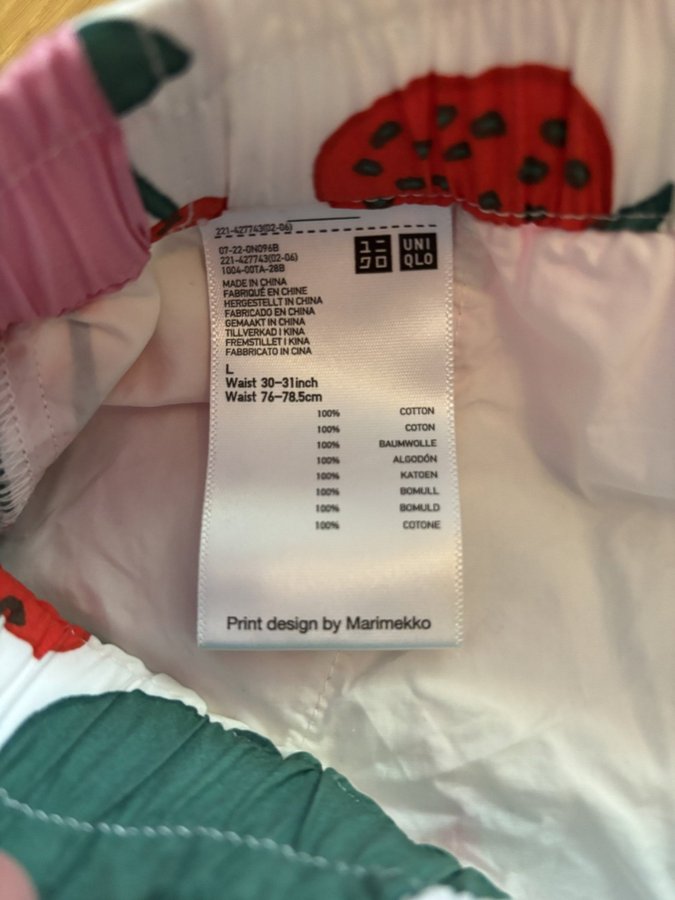 221-427743(02-06)
07-22-0N096B
221-427743(02-06)
1004-00TA-28B
ユニ
クロ
UNI
QLO
MADE IN CHINA
FABRIQUÉ EN CHINE
HERGESTELLT IN CHINA
FABRICADO EN CHINA
GEMAAKT IN CHINA
TILLVERKAD I KINA
FREMSTILLET I KINA
FABBRICATO IN CINA
L
Waist 30–31inch
Waist 76–78.5cm
100% COTTON
100% COTON
100% BAUMWOLLE
100% ALGODÓN
100% KATOEN
100% BOMULL
100% BOMULD
100% COTONE
Print design by Marimekko